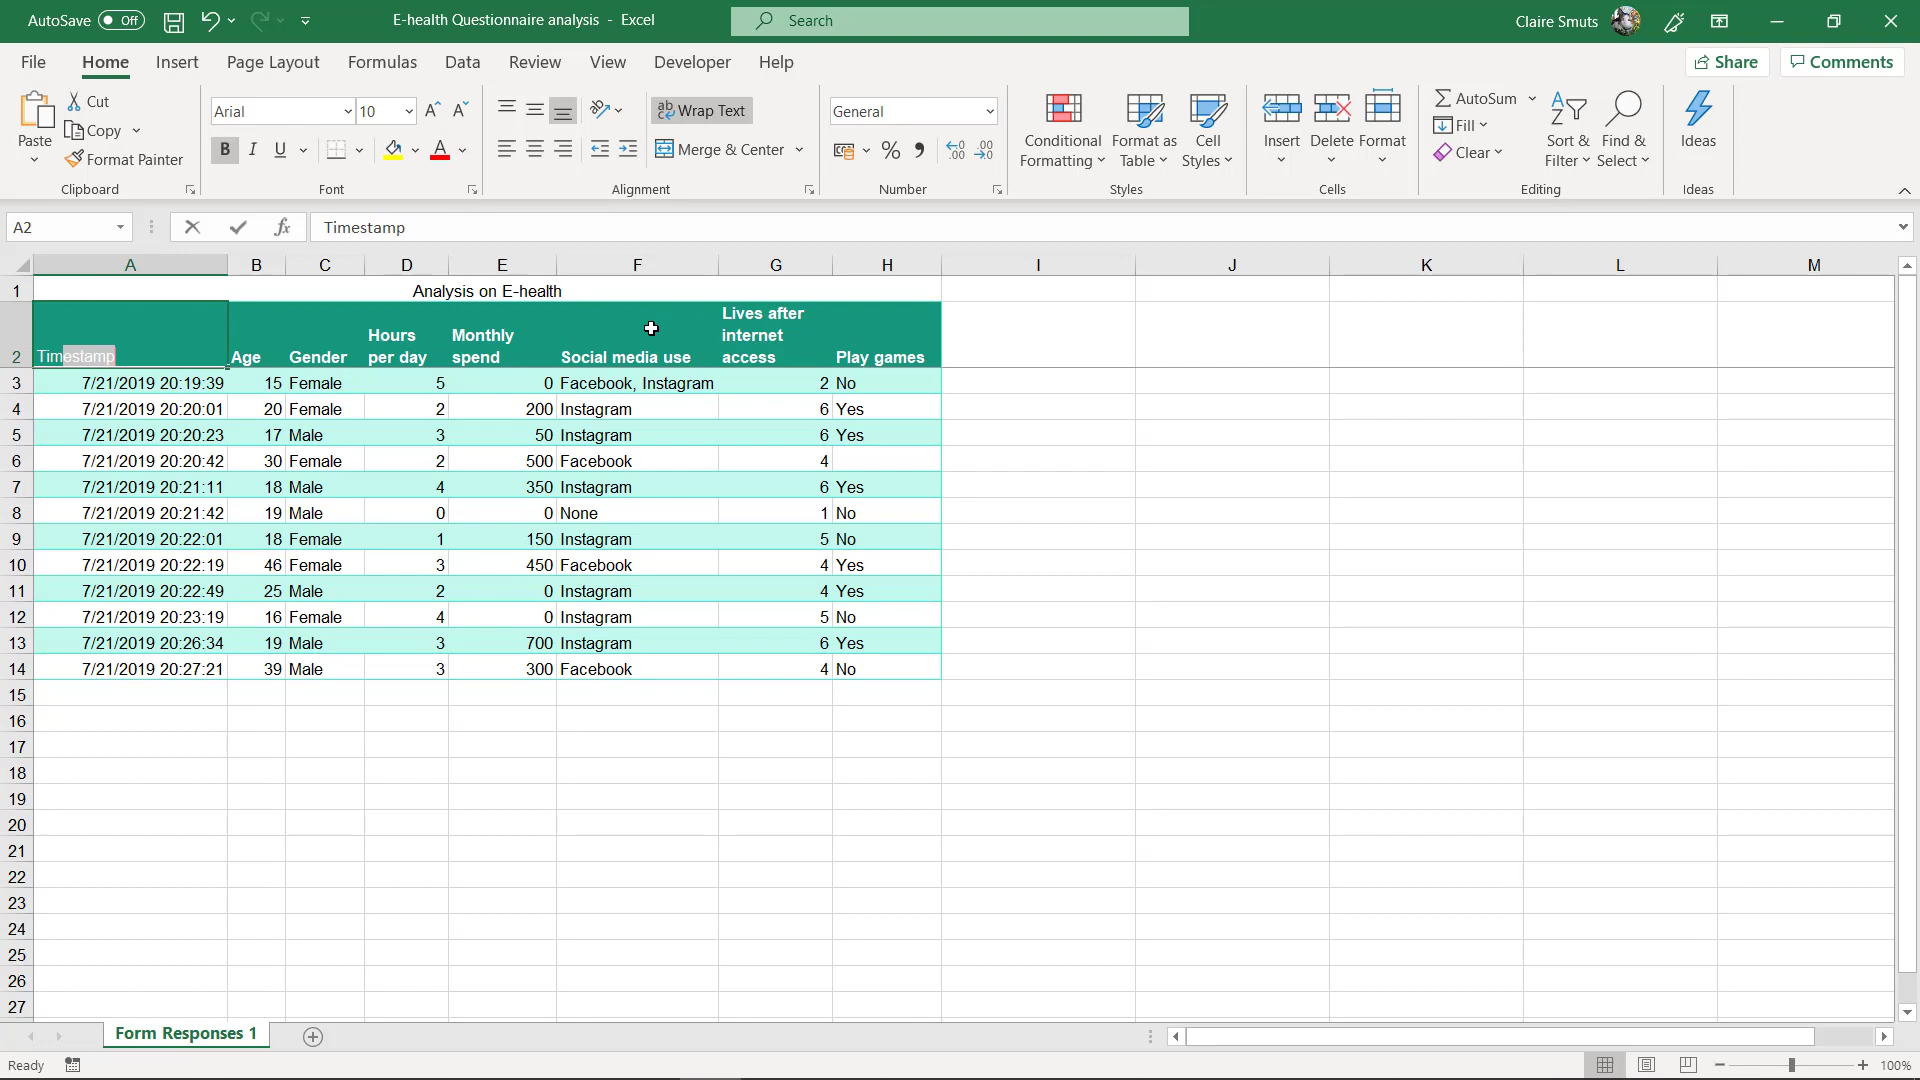 AutoSave Off E-health Questionnaire analysis - Excel Search Claire Smuts
File Home Insert Page Layout Formulas Data Review View Developer Help Share Comments
Paste Cut Copy Format Painter Clipboard
Arial 10 B I U A Font
ab Wrap Text Merge & Center Alignment
General % Number
Conditional Formatting Format as Table Cell Styles Styles
Insert Delete Format Cells
AutoSum Fill Clear Sort & Filter Find & Select Editing
Ideas Ideas
A2 fx Timestamp
A B C D E F G H I J K L M
1 Analysis on E-health
2 Timestamp Age Gender Hours per day Monthly spend Social media use Lives after internet access Play games
3 7/21/2019 20:19:39 15 Female 5 0 Facebook, Instagram 2 No
4 7/21/2019 20:20:01 20 Female 2 200 Instagram 6 Yes
5 7/21/2019 20:20:23 17 Male 3 50 Instagram 6 Yes
6 7/21/2019 20:20:42 30 Female 2 500 Facebook 4
7 7/21/2019 20:21:11 18 Male 4 350 Instagram 6 Yes
8 7/21/2019 20:21:42 19 Male 0 0 None 1 No
9 7/21/2019 20:22:01 18 Female 1 150 Instagram 5 No
10 7/21/2019 20:22:19 46 Female 3 450 Facebook 4 Yes
11 7/21/2019 20:22:49 25 Male 2 0 Instagram 4 Yes
12 7/21/2019 20:23:19 16 Female 4 0 Instagram 5 No
13 7/21/2019 20:26:34 19 Male 3 700 Instagram 6 Yes
14 7/21/2019 20:27:21 39 Male 3 300 Facebook 4 No
15
16
17
18
19
20
21
22
23
24
25
26
27
Form Responses 1
Ready 100%